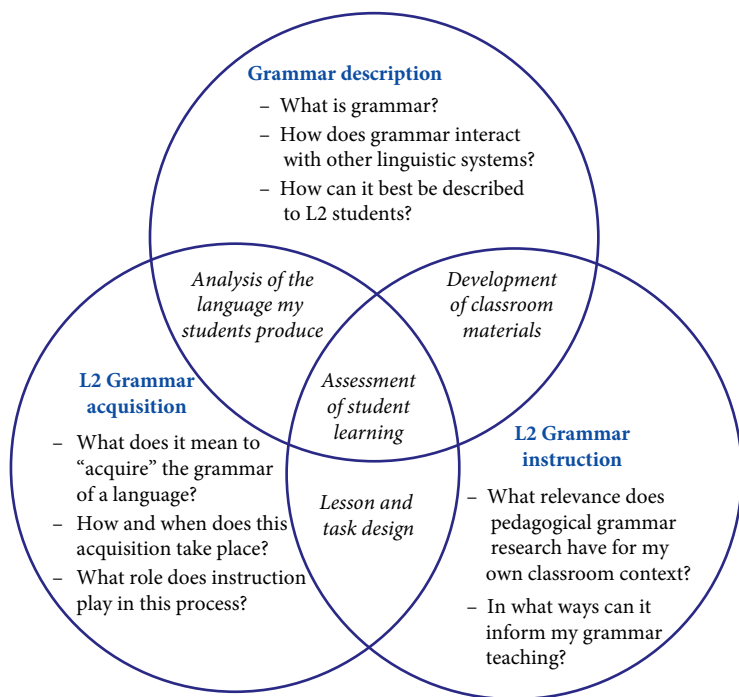 Grammar description
– What is grammar?
– How does grammar interact
with other linguistic systems?
– How can it best be described
to L2 students?
Analysis of the
language my
students produce
Development
of classroom
materials
L2 Grammar
acquisition
– What does it mean to
“acquire” the grammar
of a language?
– How and when does this
acquisition take place?
– What role does instruction
play in this process?
Assessment
of student
learning
Lesson and
task design
L2 Grammar
instruction
– What relevance does
pedagogical grammar
research have for my
own classroom context?
– In what ways can it
inform my grammar
teaching?